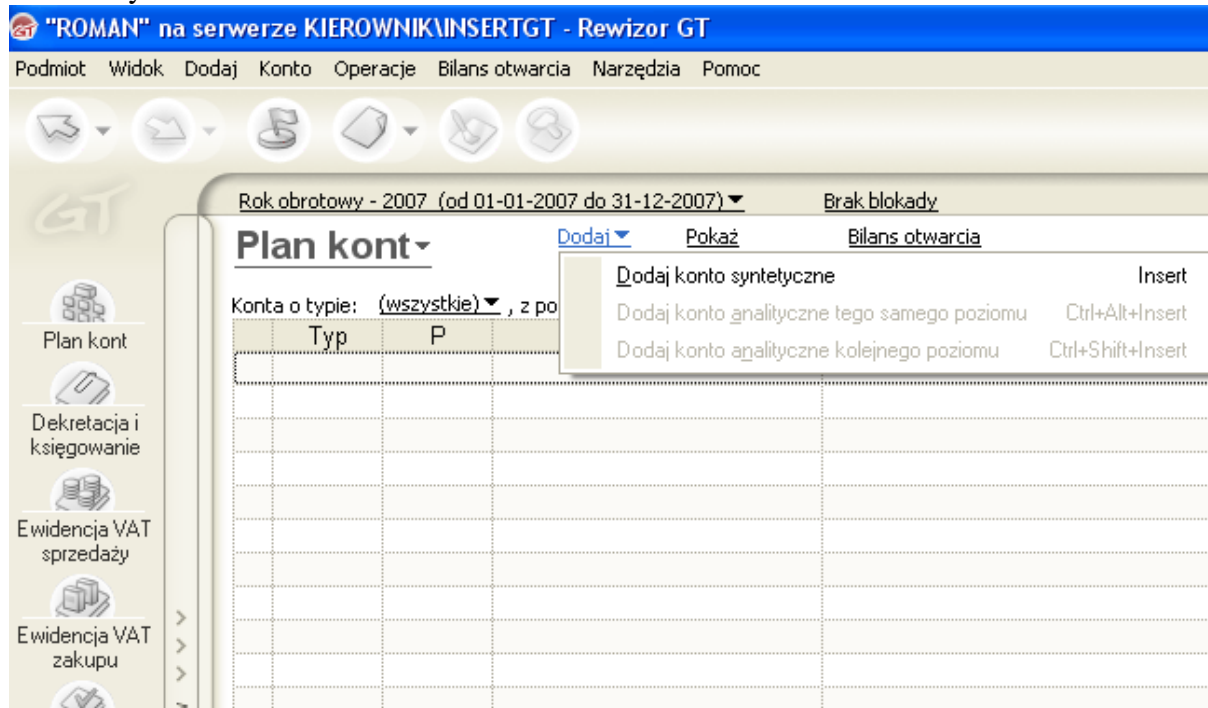 "ROMAN" na serwerze KIEROWNIK\INSERTGT - Rewizor GT
Podmiot Widok Dodaj Konto Operacje Bilans otwarcia Narzędzia Pomoc
GT
Rok obrotowy - 2007 (od 01-01-2007 do 31-12-2007) Brak blokady
Plan kont Dodaj Pokaż Bilans otwarcia
Dodaj konto syntetyczne Insert
Konta o typie: (wszystkie) , z po
Dodaj konto analityczne tego samego poziomu Ctrl+Alt+Insert
Typ P
Dodaj konto analityczne kolejnego poziomu Ctrl+Shift+Insert
Plan kont
Dekretacja i
księgowanie
Ewidencja VAT
sprzedaży
Ewidencja VAT
zakupu